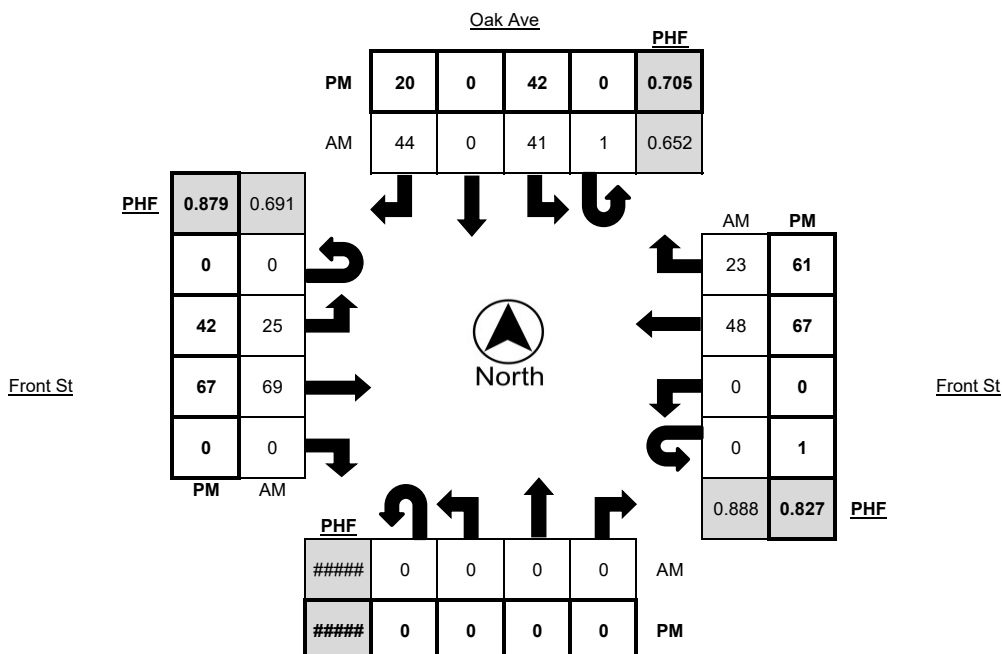 Oak Ave
PHF
PM 20 0 42 0 0.705
AM 44 0 41 1 0.652
PHF 0.879 0.691
AM PM
0 0
23 61
42 25
48 67
North
Front St 67 69
0 0 Front St
0 0
0 1
PM AM
0.888 0.827 PHF
PHF
##### 0 0 0 0 AM
##### 0 0 0 0 PM